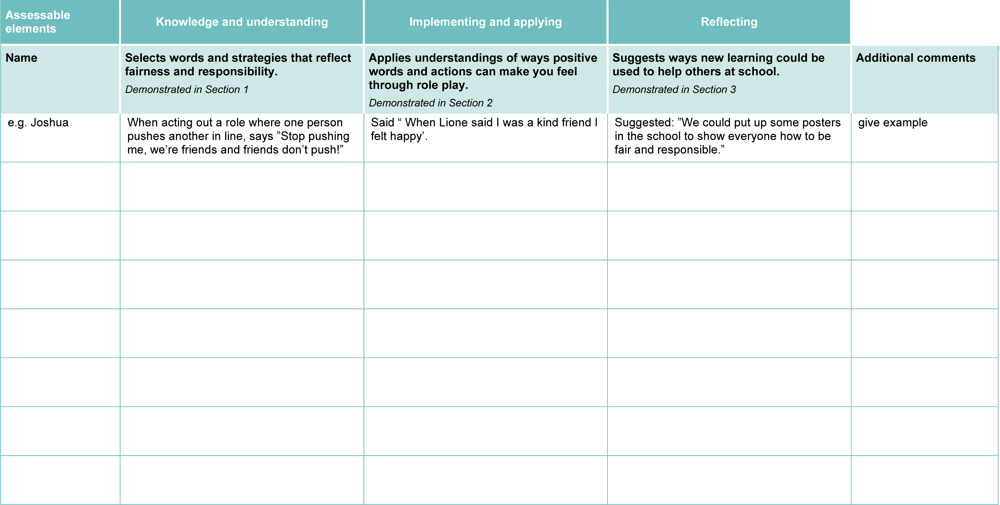 Assessable
elements
Knowledge and understanding
Implementing and applying
Reflecting
Name
Selects words and strategies that reflect
fairness and responsibility.
Demonstrated in Section 1
Applies understandings of ways positive
words and actions can make you feel
through role play.
Demonstrated in Section 2
Suggests ways new learning could be
used to help others at school.
Demonstrated in Section 3
Additional comments
e.g. Joshua
When acting out a role where one person
pushes another in line, says ”Stop pushing
me, we’re friends and friends don’t push!”
Said “ When Lione said I was a kind friend I
felt happy’.
Suggested: ”We could put up some posters
in the school to show everyone how to be
fair and responsible.”
give example